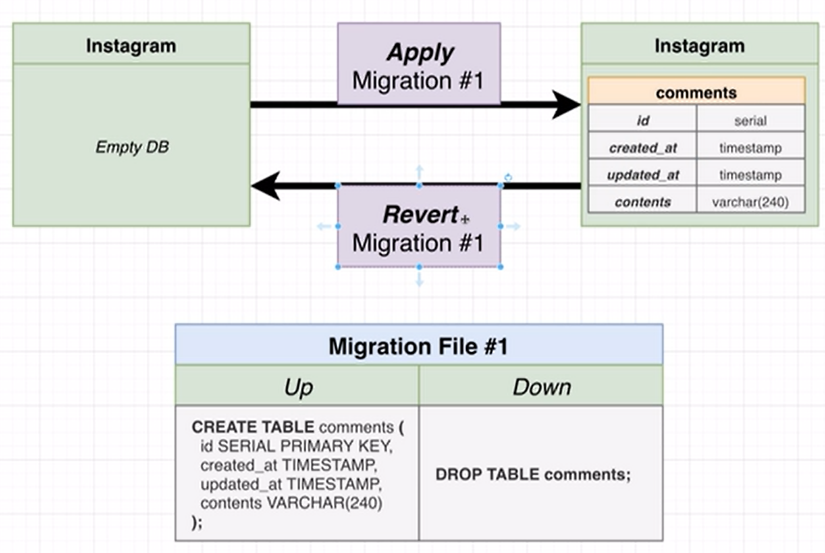 Instagram
Empty DB
Apply
Migration #1
Revert
Migration #1
Instagram
comments
id serial
created_at timestamp
updated_at timestamp
contents varchar(240)
Migration File #1
Up Down
CREATE TABLE comments (
id SERIAL PRIMARY KEY,
created_at TIMESTAMP,
updated_at TIMESTAMP,
contents VARCHAR(240)
);
DROP TABLE comments;